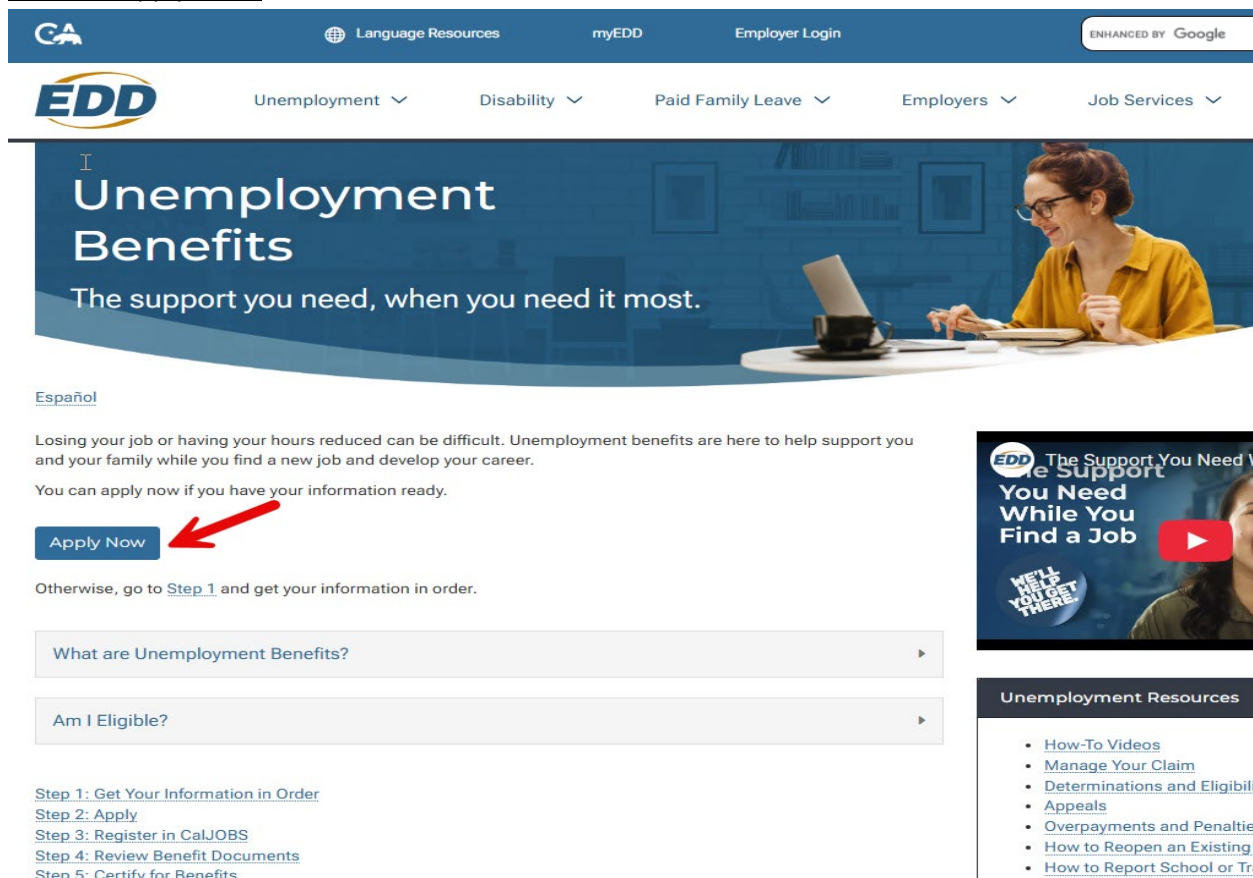 CA
Language Resources
myEDD
Employer Login
ENHANCED BY Google
EDD
Unemployment
Disability
Paid Family Leave
Employers
Job Services
Unemployment
Benefits
The support you need, when you need it most.
Español
Losing your job or having your hours reduced can be difficult. Unemployment benefits are here to help support you
and your family while you find a new job and develop your career.
You can apply now if you have your information ready.
Apply Now
Otherwise, go to Step 1 and get your information in order.
What are Unemployment Benefits?
Am I Eligible?
Step 1: Get Your Information in Order
Step 2: Apply
Step 3: Register in CalJOBS
Step 4: Review Benefit Documents
Step 5: Certify for Benefits
EDD
The Support You Need
The Support
You Need
While You
Find a Job
WE'LL
HELP
YOU GET
THERE.
Unemployment Resources
How-To Videos
Manage Your Claim
Determinations and
Appeals
Overpayments and
How to Reopen an Existing
How to Report School or